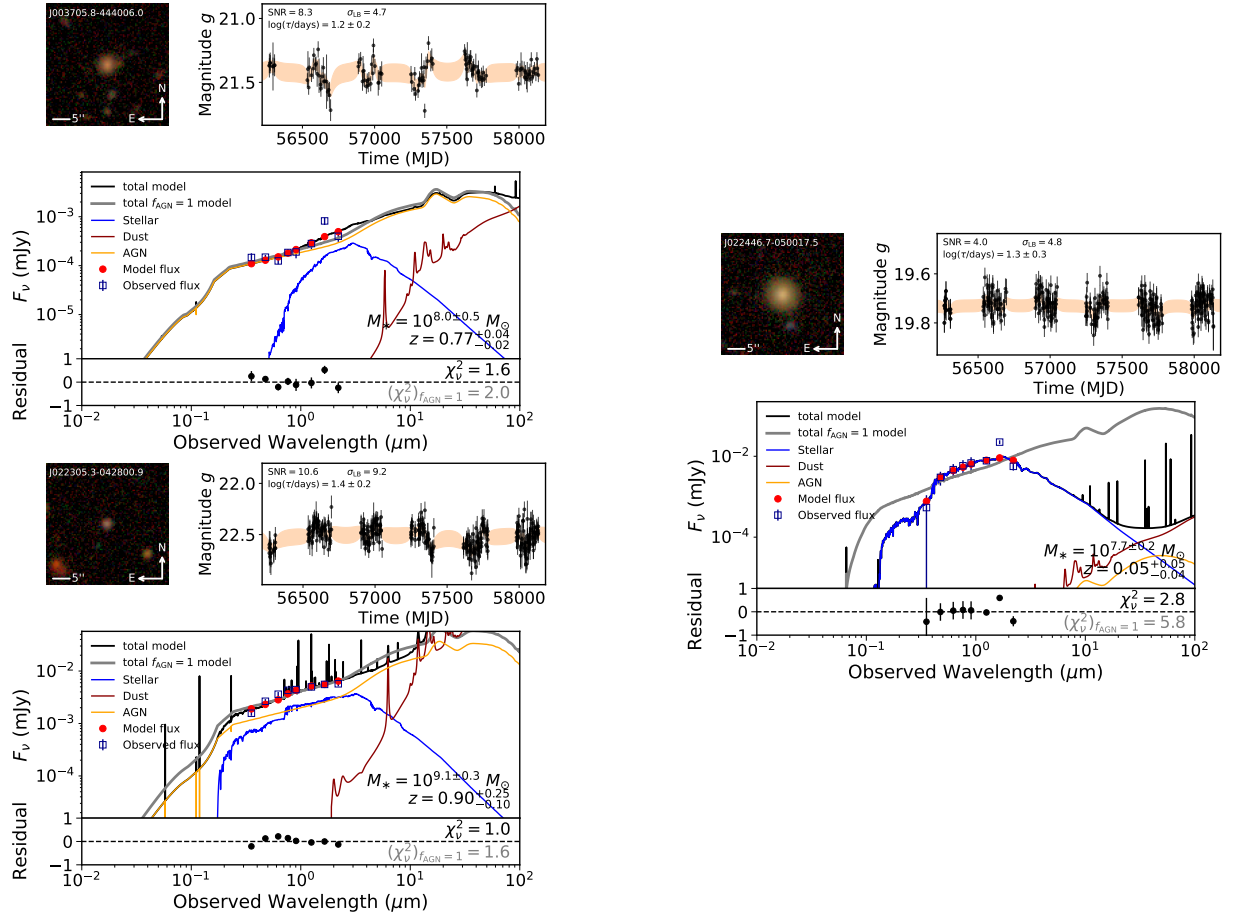 J003705.8-444006.0
N
5''
E
SNR = 8.3 σ_LB = 4.7
log(τ/days) = 1.2 ± 0.2
Magnitude g
21.0
21.5
56500 57000 57500 58000
Time (MJD)
total model
total f_AGN = 1 model
Stellar
Dust
AGN
Model flux
Observed flux
F_ν (mJy)
10^−3
10^−4
10^−5
M_* = 10^{8.0±0.5} M_⊙
z = 0.77^{+0.04}_{−0.02}
Residual
1
0
−1
χ²_ν = 1.6
(χ²_ν)_{f_AGN = 1} = 2.0
10^−2 10^−1 10^0 10^1 10^2
Observed Wavelength (μm)
J022305.3-042800.9
N
5''
E
SNR = 10.6 σ_LB = 9.2
log(τ/days) = 1.4 ± 0.2
Magnitude g
22.0
22.5
56500 57000 57500 58000
Time (MJD)
total model
total f_AGN = 1 model
Stellar
Dust
AGN
Model flux
Observed flux
F_ν (mJy)
10^−2
10^−3
10^−4
M_* = 10^{9.1±0.3} M_⊙
z = 0.90^{+0.25}_{−0.10}
Residual
1
0
−1
χ²_ν = 1.0
(χ²_ν)_{f_AGN = 1} = 1.6
10^−2 10^−1 10^0 10^1 10^2
Observed Wavelength (μm)
J022446.7-050017.5
N
5''
E
SNR = 4.0 σ_LB = 4.8
log(τ/days) = 1.3 ± 0.3
Magnitude g
19.6
19.8
56500 57000 57500 58000
Time (MJD)
total model
total f_AGN = 1 model
Stellar
Dust
AGN
Model flux
Observed flux
F_ν (mJy)
10^−2
10^−4
M_* = 10^{7.7±0.2} M_⊙
z = 0.05^{+0.05}_{−0.04}
Residual
1
0
−1
χ²_ν = 2.8
(χ²_ν)_{f_AGN = 1} = 5.8
10^−2 10^−1 10^0 10^1 10^2
Observed Wavelength (μm)